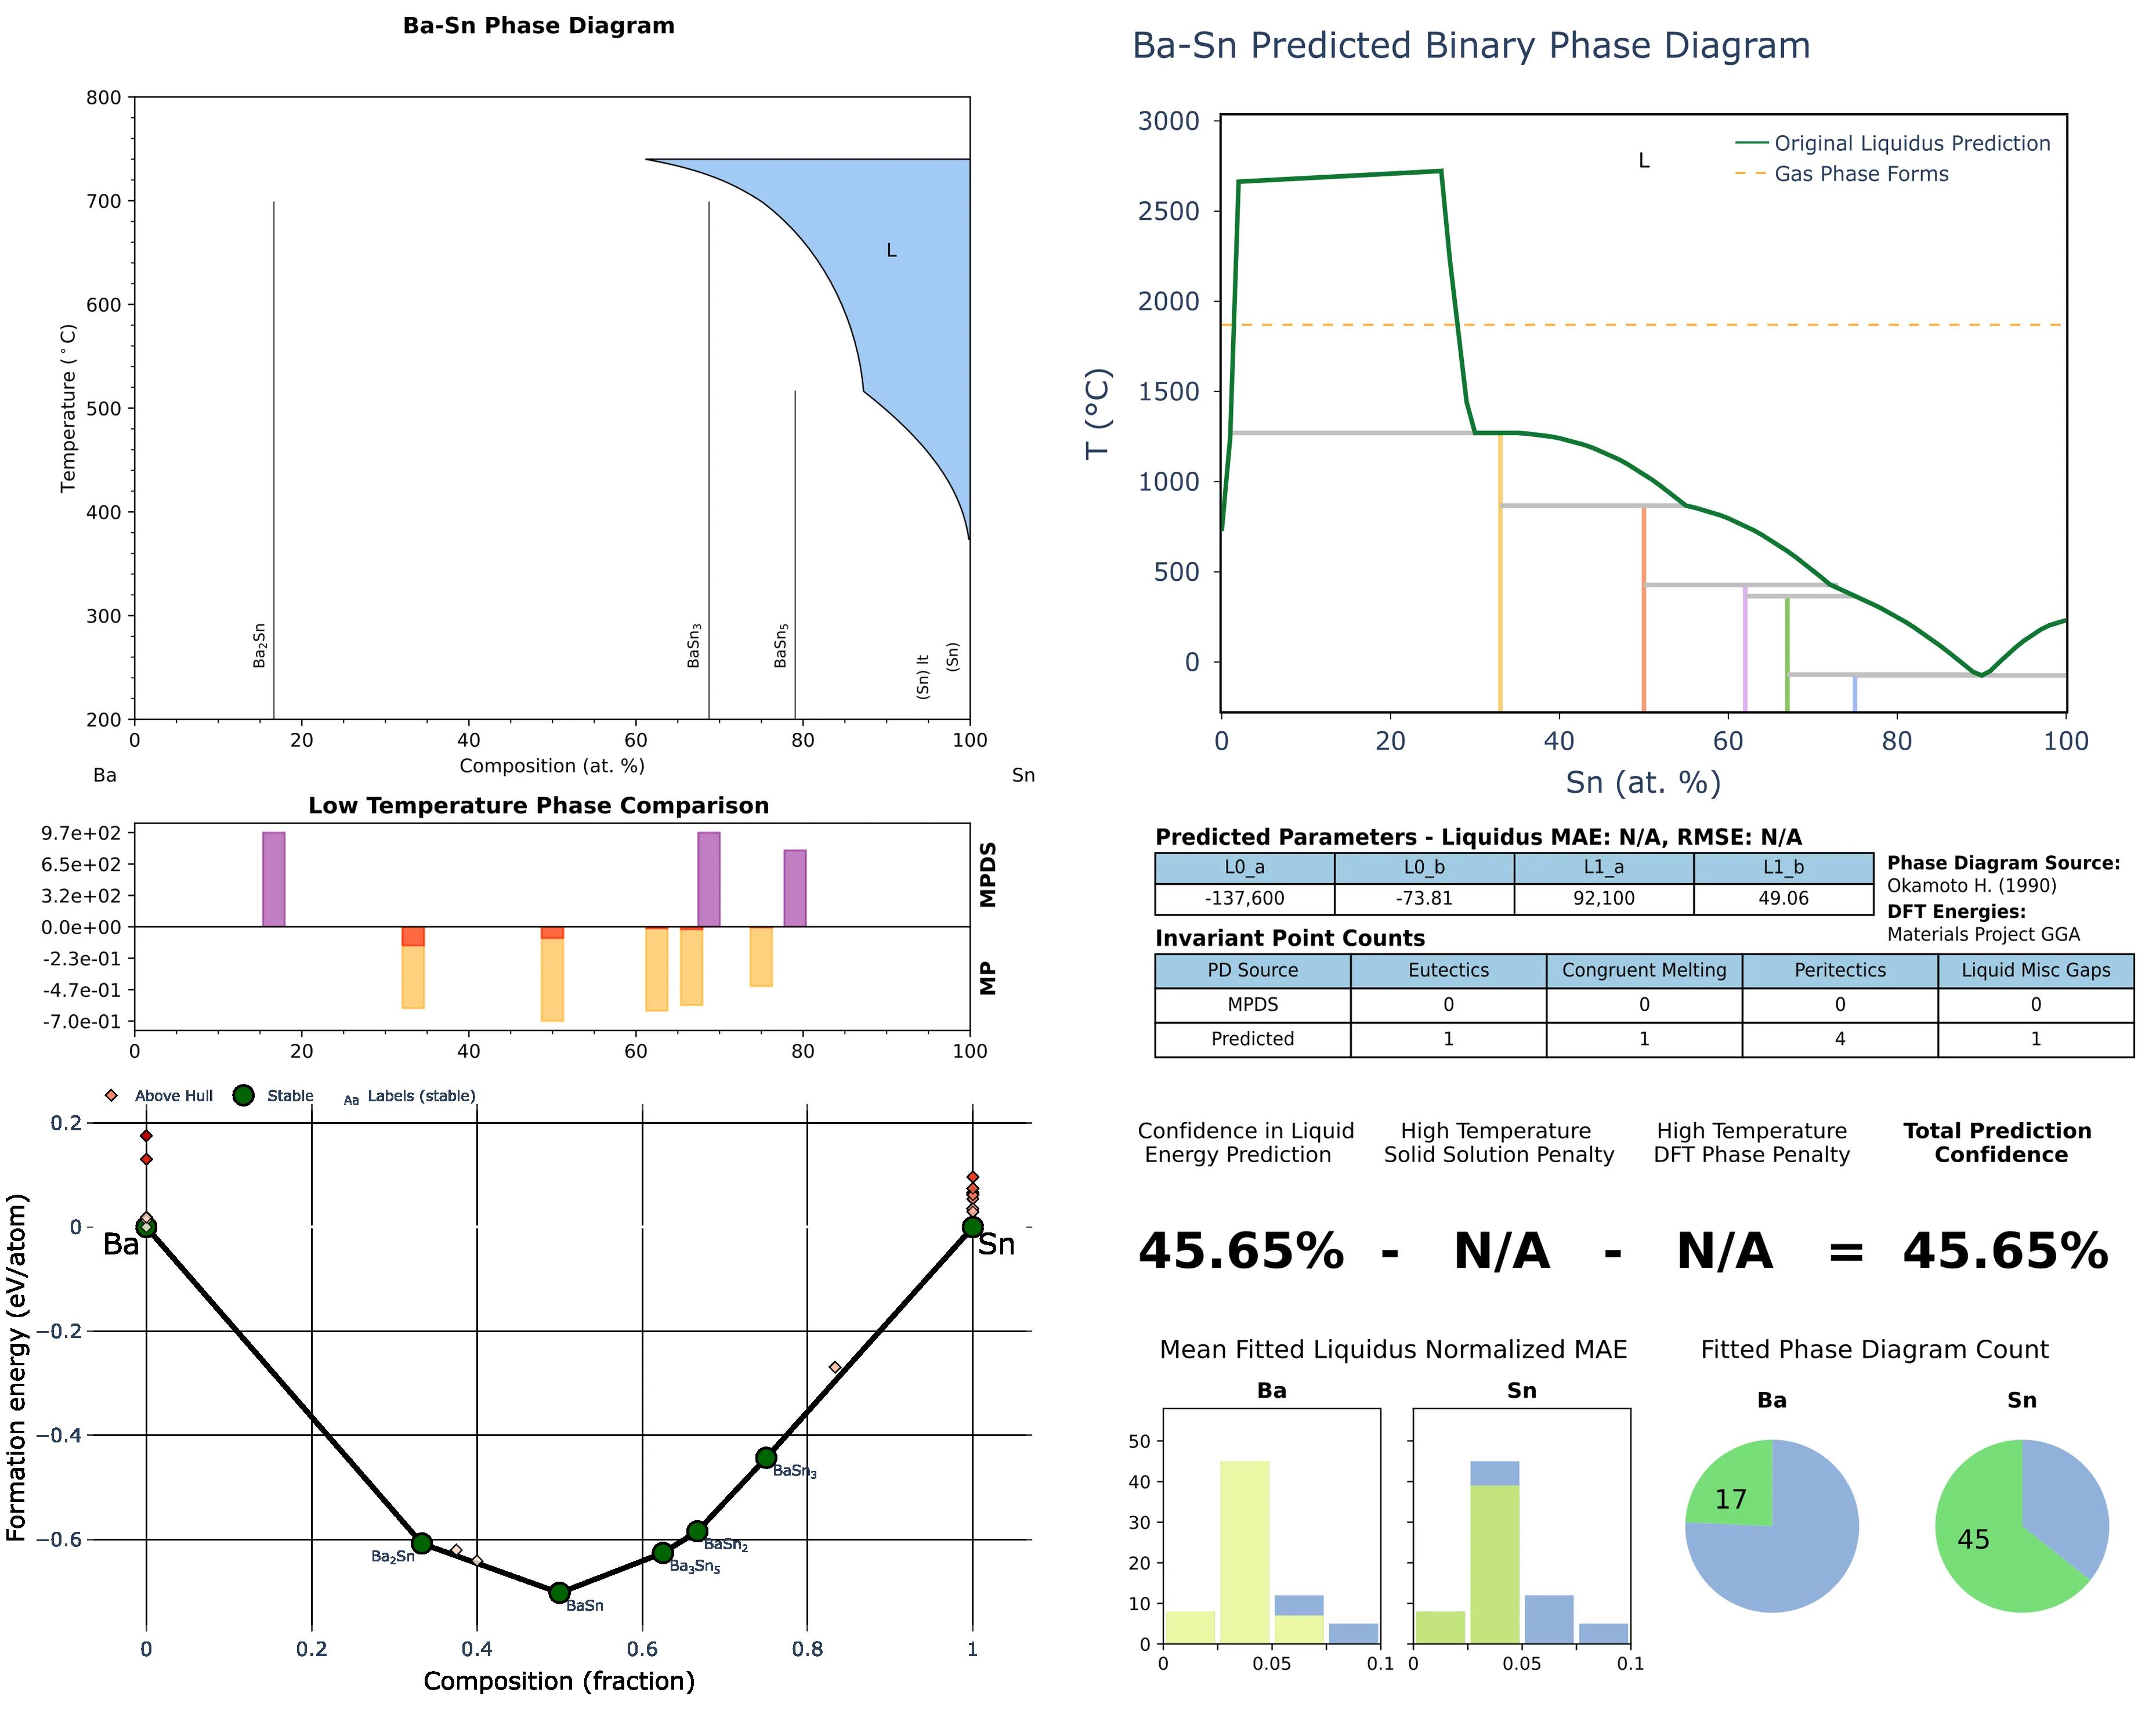 Ba-Sn Phase Diagram
800
700
600
500
400
300
200
Temperature (°C)
L
Ba₂Sn
BaSn₃
BaSn₅
(Sn) lt
(Sn)
0 20 40 60 80 100
Composition (at. %)
Ba Sn
Low Temperature Phase Comparison
9.7e+02
6.5e+02
3.2e+02
0.0e+00
-2.3e-01
-4.7e-01
-7.0e-01
MPDS
MP
0 20 40 60 80 100
Above Hull Stable Aa Labels (stable)
0.2
0
−0.2
−0.4
−0.6
Formation energy (eV/atom)
Ba
Sn
Ba₂Sn
BaSn
Ba₃Sn₅
BaSn₂
BaSn₃
0 0.2 0.4 0.6 0.8 1
Composition (fraction)
Ba-Sn Predicted Binary Phase Diagram
3000
2500
2000
1500
1000
500
0
T (°C)
L
Original Liquidus Prediction
Gas Phase Forms
0 20 40 60 80 100
Sn (at. %)
Predicted Parameters - Liquidus MAE: N/A, RMSE: N/A
L0_a L0_b L1_a L1_b
-137,600 -73.81 92,100 49.06
Phase Diagram Source:
Okamoto H. (1990)
DFT Energies:
Materials Project GGA
Invariant Point Counts
PD Source Eutectics Congruent Melting Peritectics Liquid Misc Gaps
MPDS 0 0 0 0
Predicted 1 1 4 1
Confidence in Liquid
Energy Prediction
High Temperature
Solid Solution Penalty
High Temperature
DFT Phase Penalty
Total Prediction
Confidence
45.65% - N/A - N/A = 45.65%
Mean Fitted Liquidus Normalized MAE
Ba
Sn
50
40
30
20
10
0
0 0.05 0.1
0 0.05 0.1
Fitted Phase Diagram Count
Ba
17
Sn
45